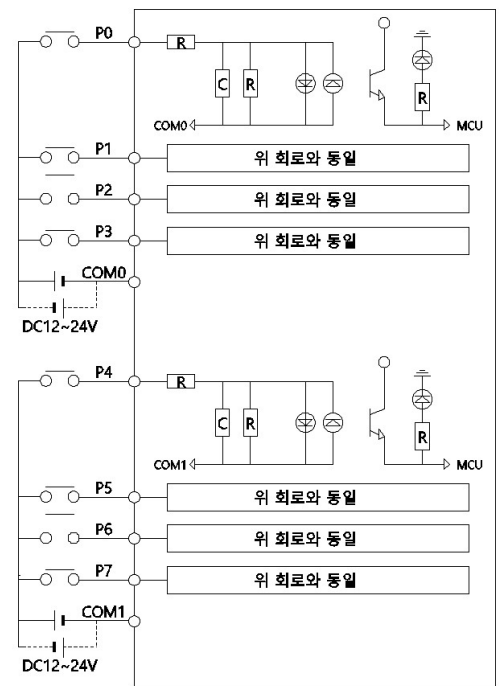 P0
R
C R
R
COM0 MCU
P1 위 회로와 동일
P2 위 회로와 동일
P3 위 회로와 동일
COM0
DC12~24V
P4
R
C R
R
COM1 MCU
P5 위 회로와 동일
P6 위 회로와 동일
P7 위 회로와 동일
COM1
DC12~24V